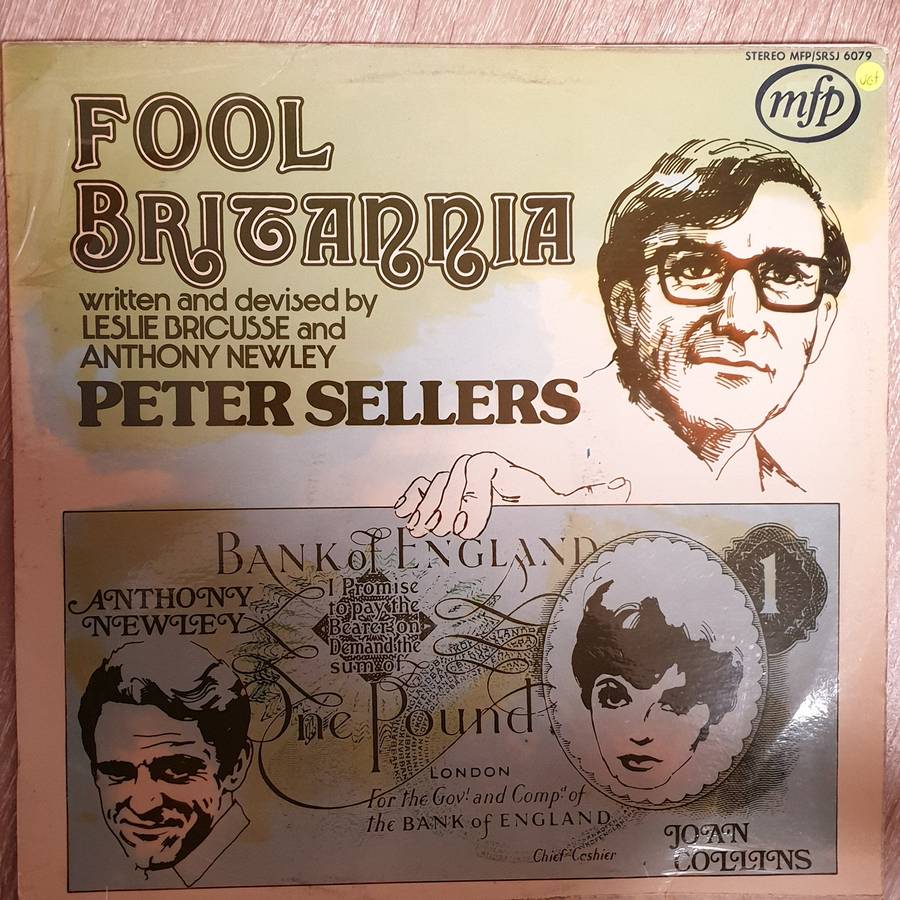 STEREO MFP/SRSJ 6079
mfp
VG+
FOOL
BRITANNIA
written and devised by
LESLIE BRICUSSE and
ANTHONY NEWLEY
PETER SELLERS
BANK of ENGLAND
ANTHONY
NEWLEY
I Promise
to pay the
Bearer on
Demand the
sum of
One Pound
1
LONDON
For the Govr and Compa of
the BANK of ENGLAND
Chief Cashier
JOAN
COLLINS